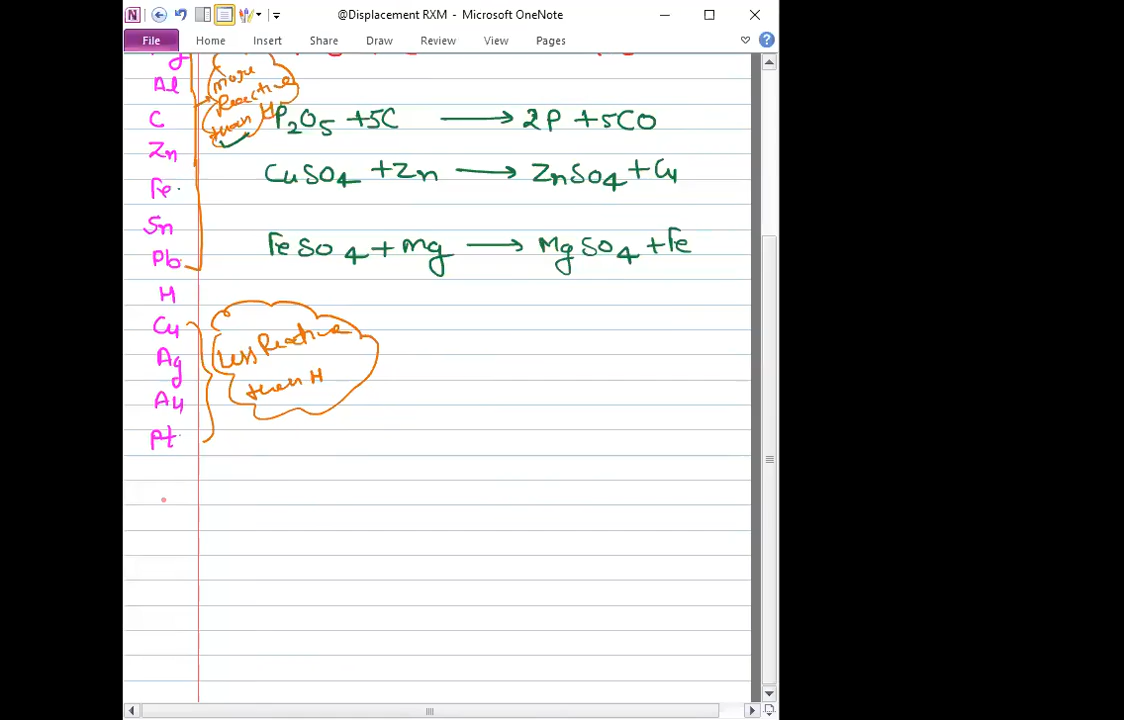 @Displacement RXM - Microsoft OneNote
File Home Insert Share Draw Review View Pages
Al
C
Zn
Fe
Sn
Pb
H
Cu
Ag
Au
Pt
more
Reactive
than H
P2O5 +5C ⟶ 2P +5CO
CuSO4 +Zn ⟶ ZnSO4 +Cu
FeSO4 +Mg ⟶ MgSO4 +Fe
Less Reactive
than H